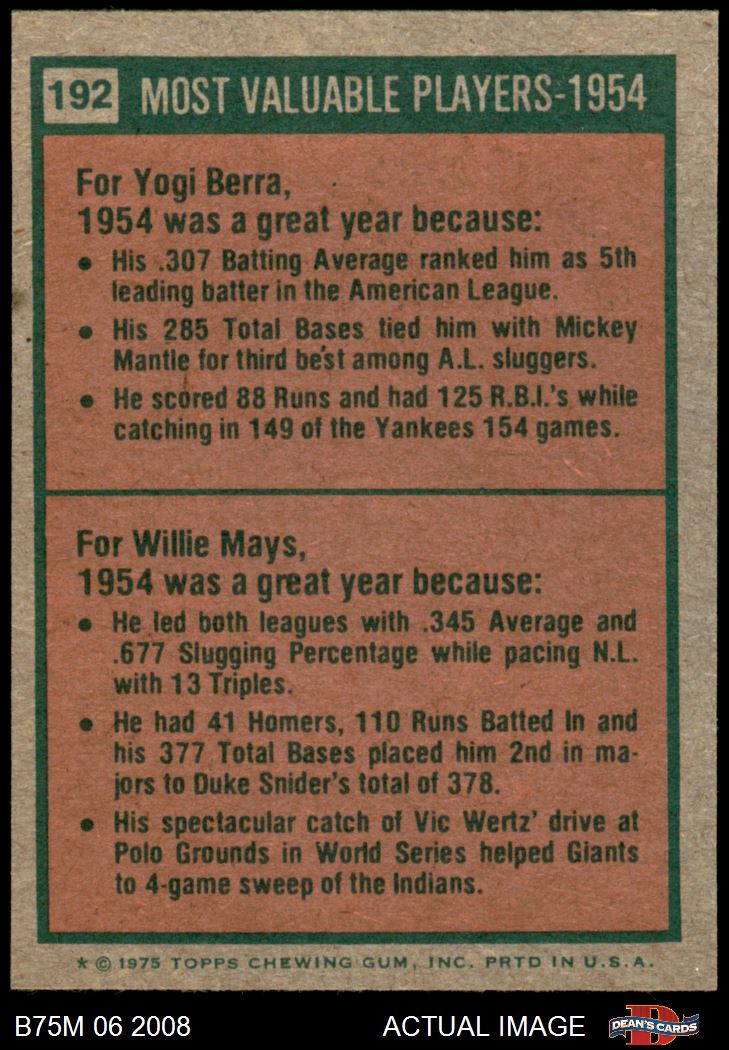 192 MOST VALUABLE PLAYERS-1954
For Yogi Berra,
1954 was a great year because:
• His .307 Batting Average ranked him as 5th
leading batter in the American League.
• His 285 Total Bases tied him with Mickey
Mantle for third best among A.L. sluggers.
• He scored 88 Runs and had 125 R.B.I.'s while
catching in 149 of the Yankees 154 games.
For Willie Mays,
1954 was a great year because:
• He led both leagues with .345 Average and
.677 Slugging Percentage while pacing N.L.
with 13 Triples.
• He had 41 Homers, 110 Runs Batted In and
his 377 Total Bases placed him 2nd in ma-
jors to Duke Snider's total of 378.
• His spectacular catch of Vic Wertz' drive at
Polo Grounds in World Series helped Giants
to 4-game sweep of the Indians.
* © 1975 TOPPS CHEWING GUM, INC. PRTD IN U.S.A.
B75M 06 2008 ACTUAL IMAGE D DEAN'S CARDS